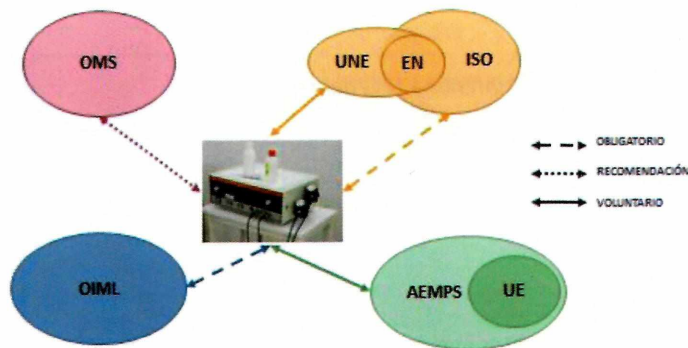 OMS
UNE
EN
ISO
OBLIGATORIO
RECOMENDACIÓN
VOLUNTARIO
OIML
AEMPS
UE